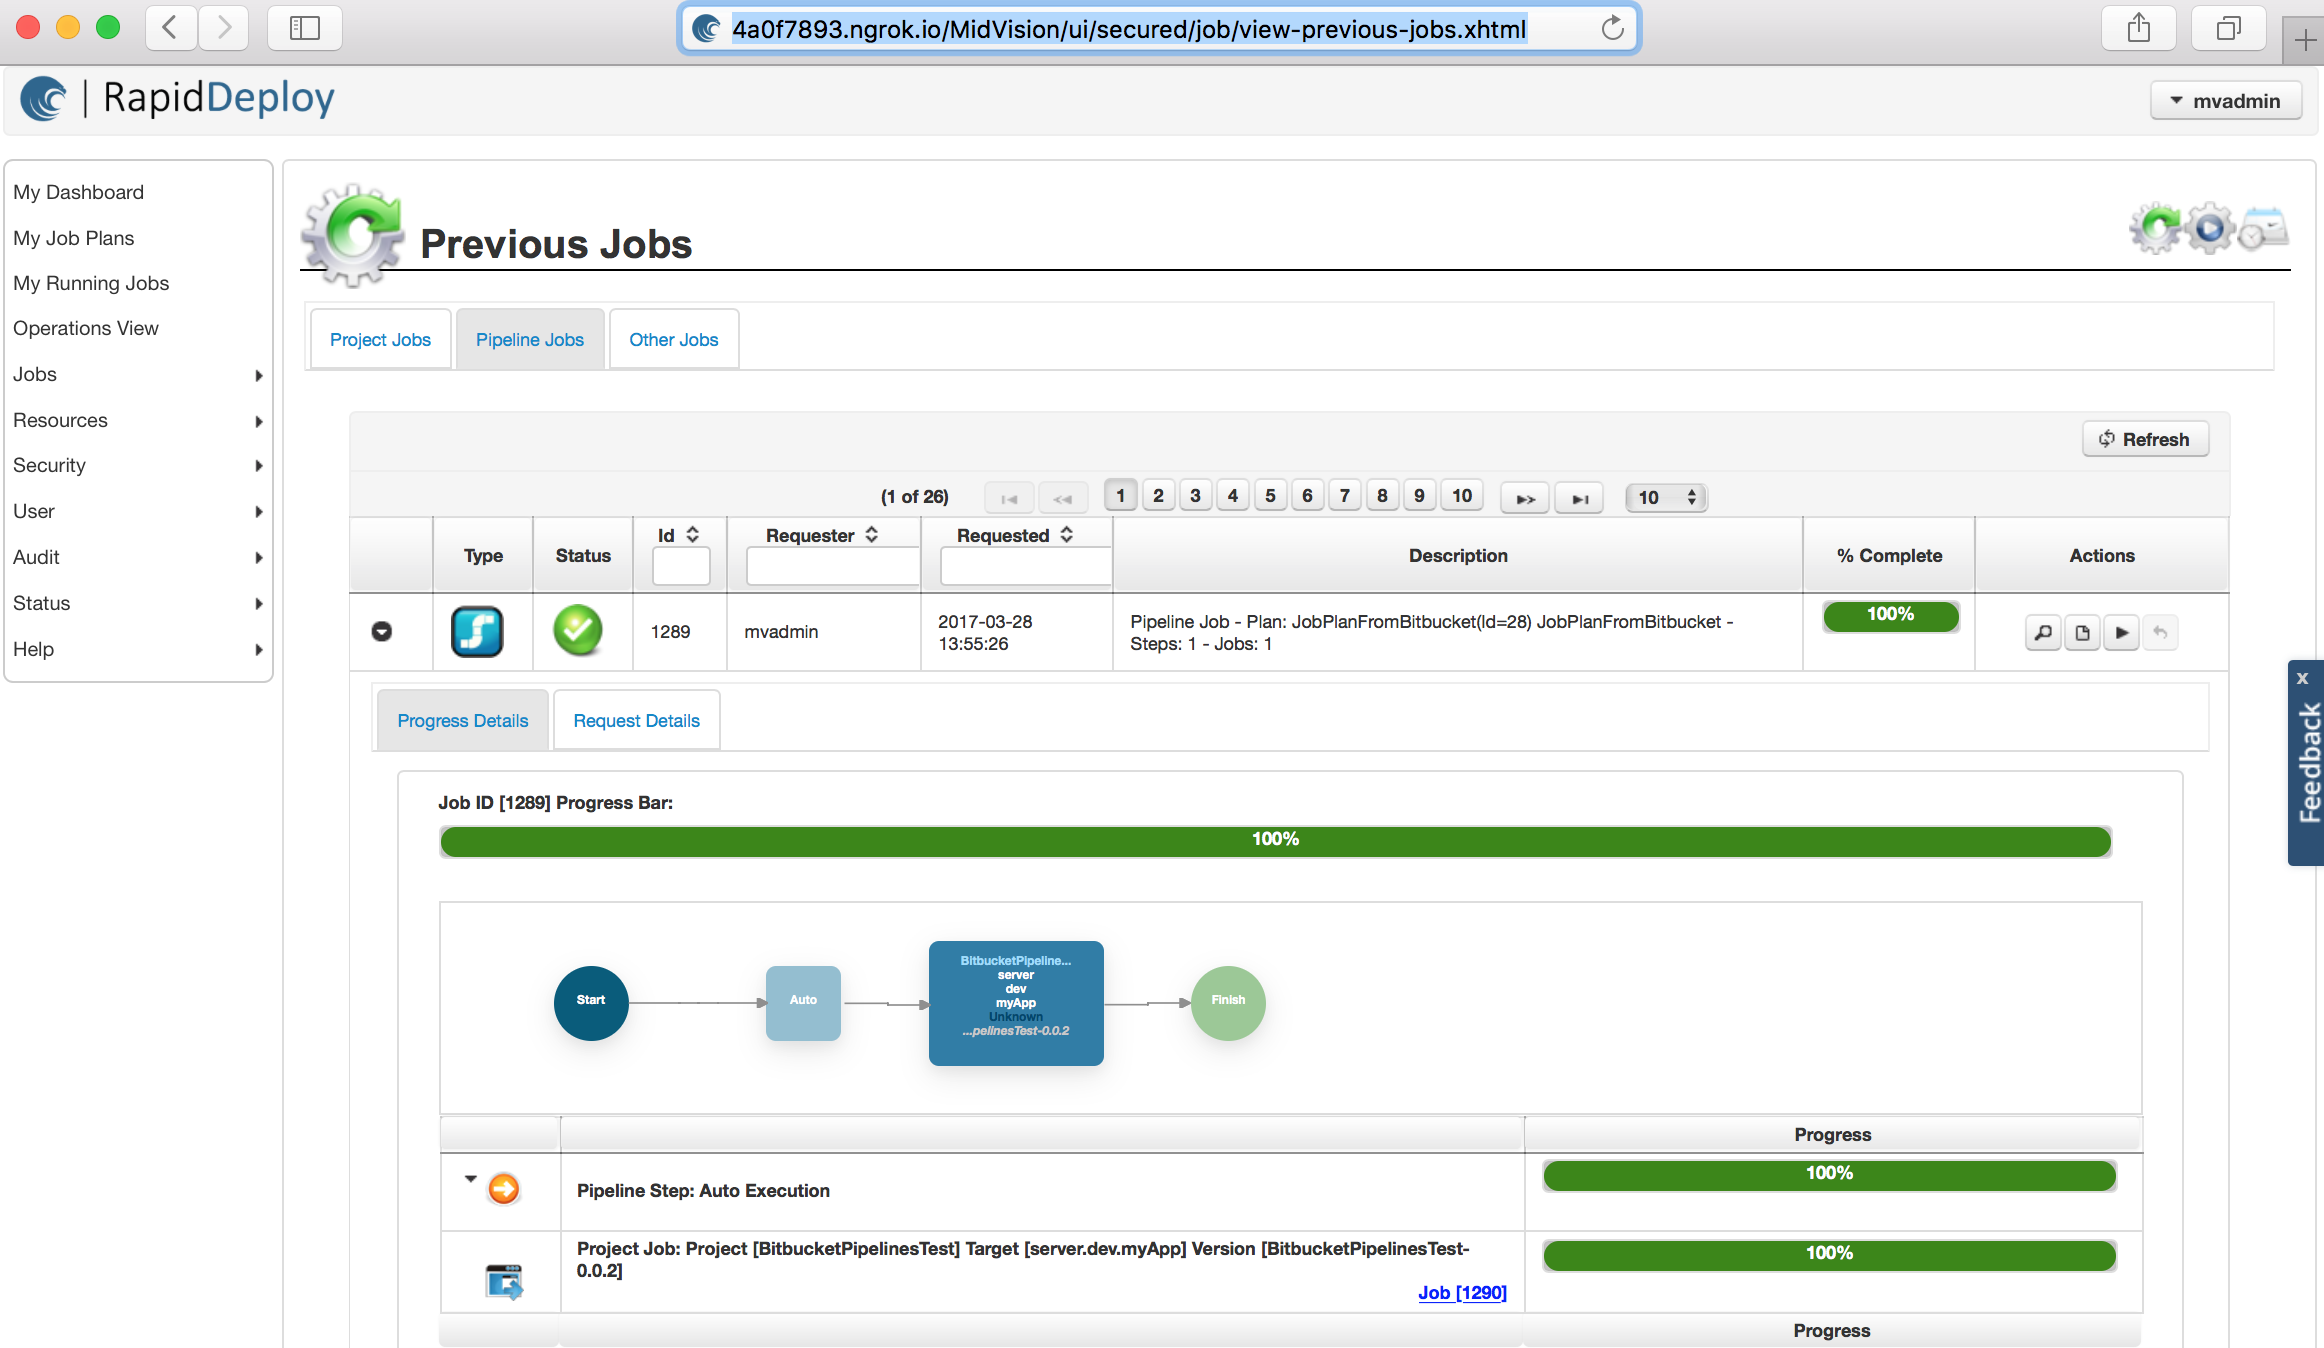 4a0f7893.ngrok.io/MidVision/ui/secured/job/view-previous-jobs.xhtml
| RapidDeploy
mvadmin
My Dashboard
My Job Plans
My Running Jobs
Operations View
Jobs
Resources
Security
User
Audit
Status
Help
Previous Jobs
Project Jobs
Pipeline Jobs
Other Jobs
Refresh
(1 of 26) 1 2 3 4 5 6 7 8 9 10 10
Type Status Id Requester Requested Description % Complete Actions
1289 mvadmin 2017-03-28
13:55:26
Pipeline Job - Plan: JobPlanFromBitbucket(Id=28) JobPlanFromBitbucket -
Steps: 1 - Jobs: 1
100%
Progress Details
Request Details
x
Feedback
Job ID [1289] Progress Bar:
100%
Start
Auto
BitbucketPipeline...
server
dev
myApp
Unknown
...pelinesTest-0.0.2
Finish
Progress
Pipeline Step: Auto Execution
100%
Project Job: Project [BitbucketPipelinesTest] Target [server.dev.myApp] Version [BitbucketPipelinesTest-
0.0.2]
Job [1290]
100%
Progress